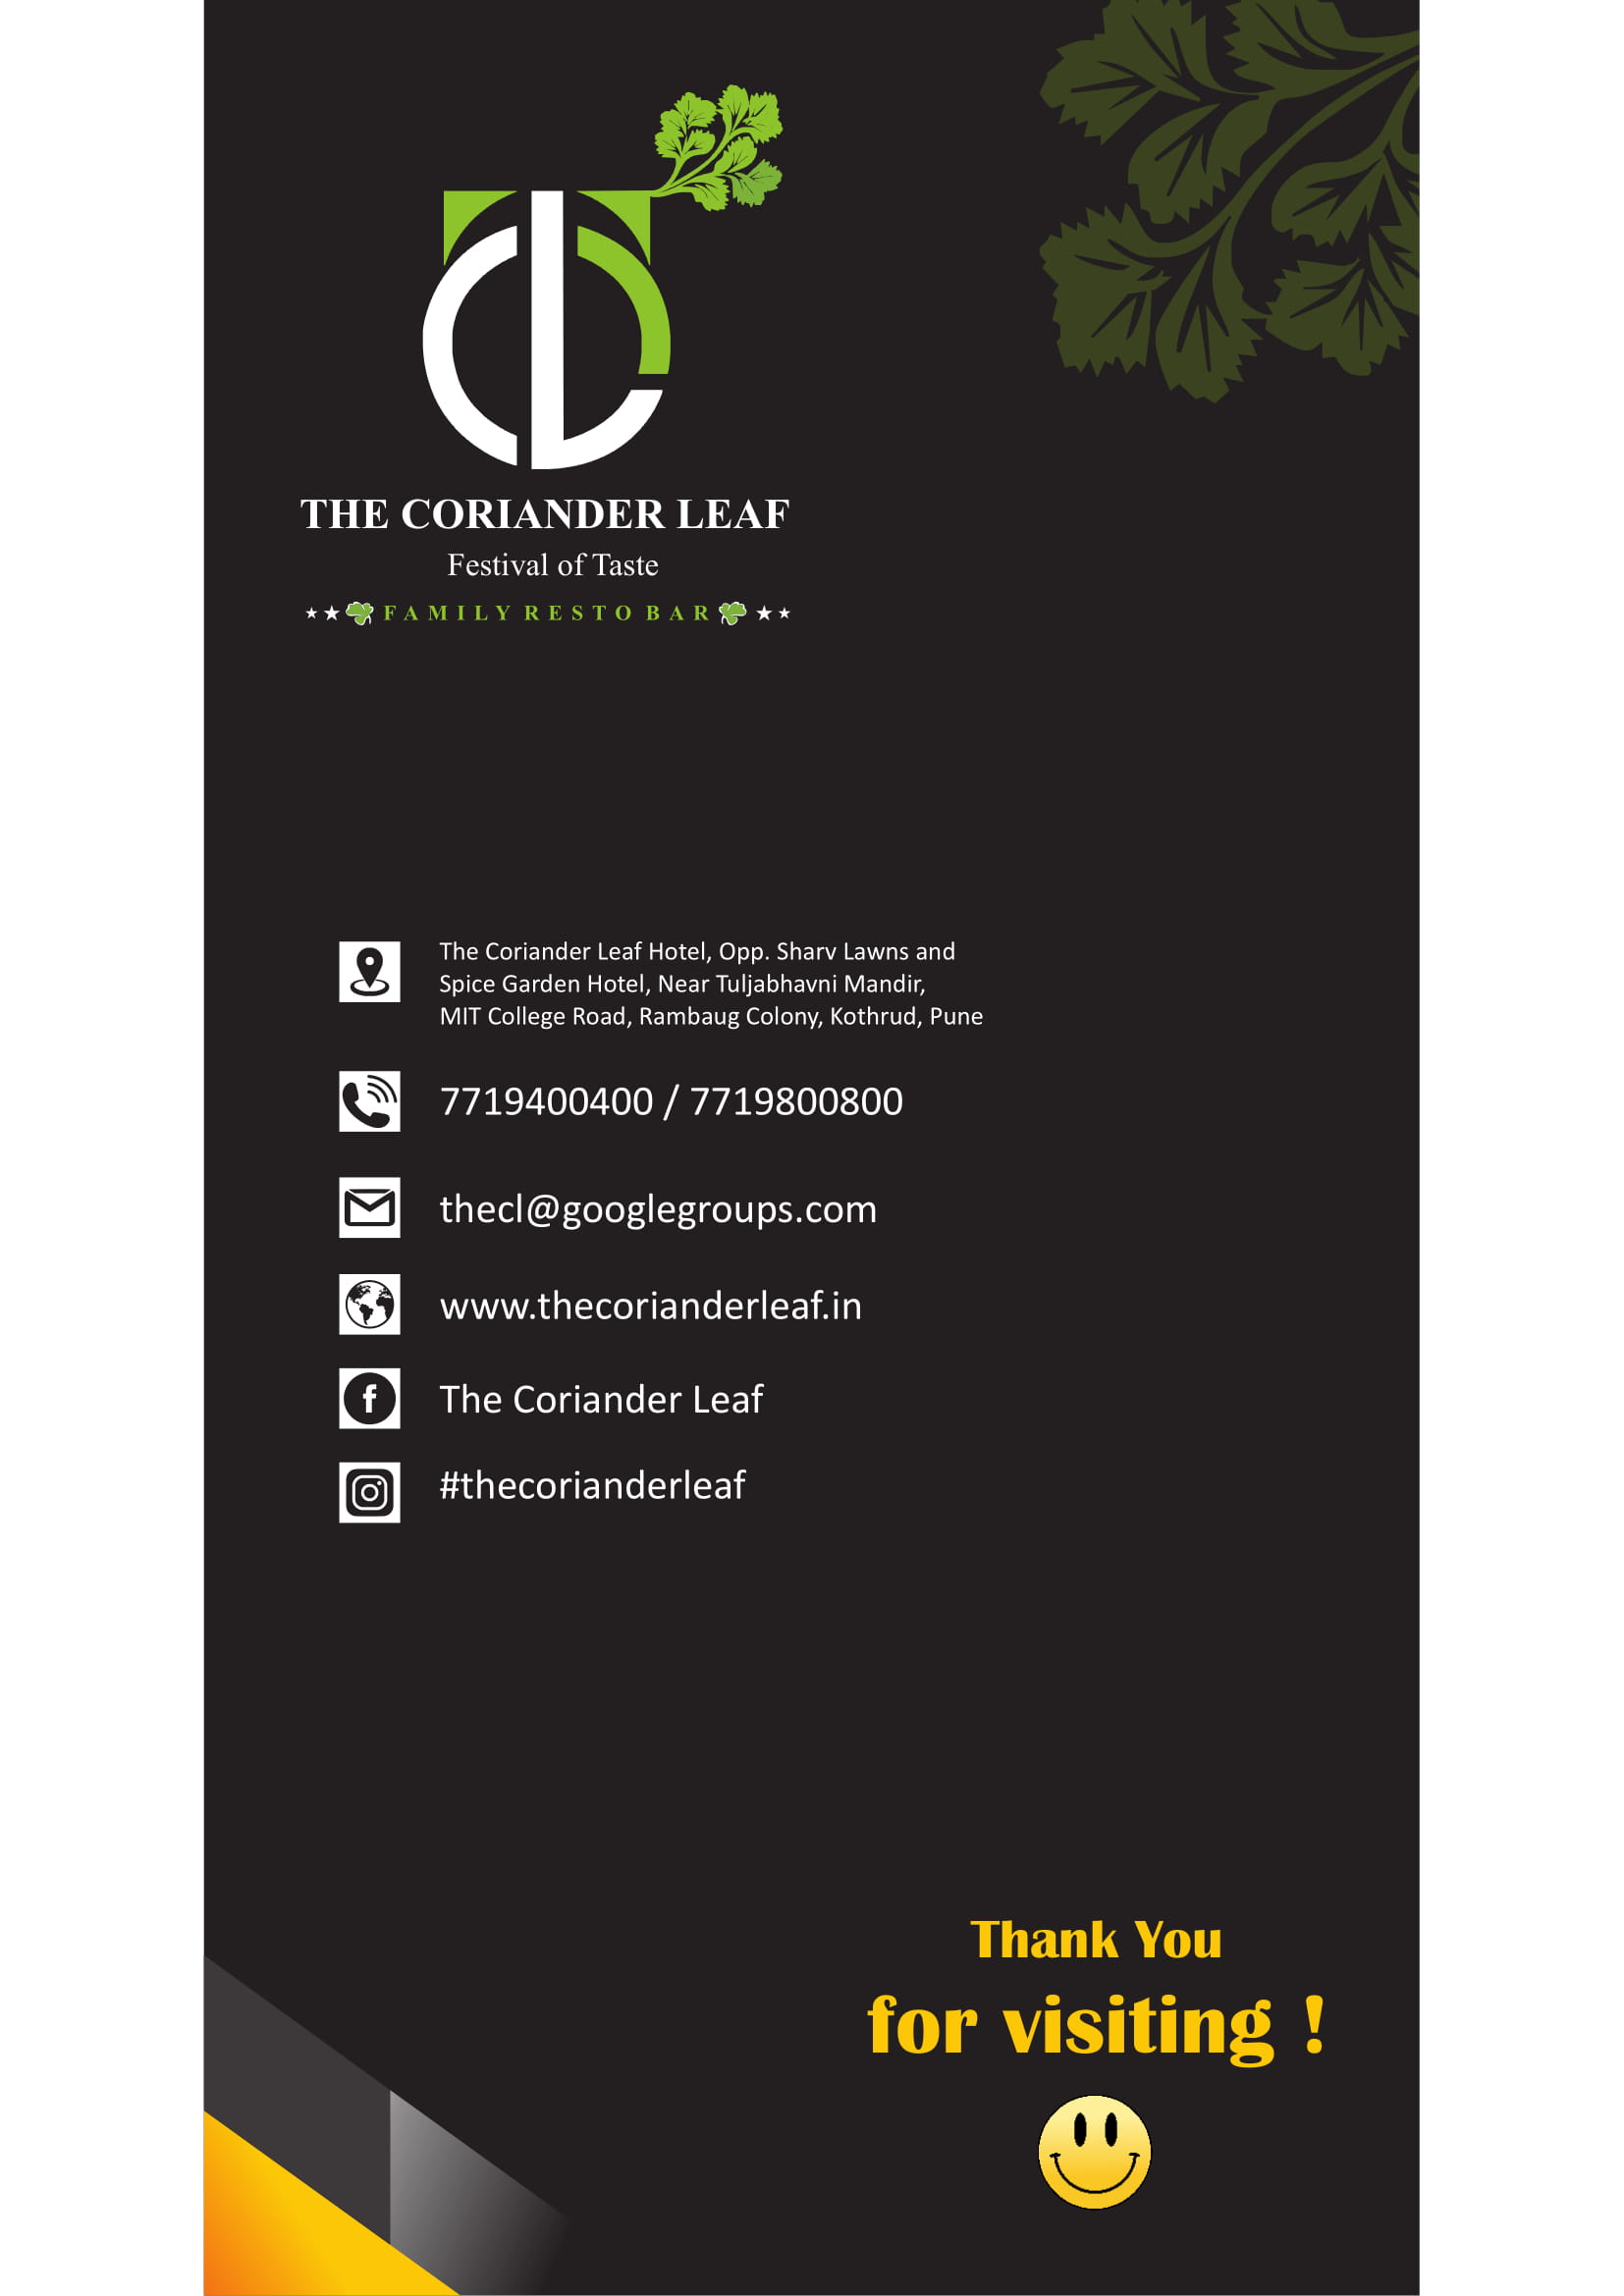 THE CORIANDER LEAF
Festival of Taste
FAMILY RESTO BAR
The Coriander Leaf Hotel, Opp. Sharv Lawns and
Spice Garden Hotel, Near Tuljabhavni Mandir,
MIT College Road, Rambaug Colony, Kothrud, Pune
7719400400 / 7719800800
thecl@googlegroups.com
www.thecorianderleaf.in
The Coriander Leaf
#thecorianderleaf
Thank You
for visiting !